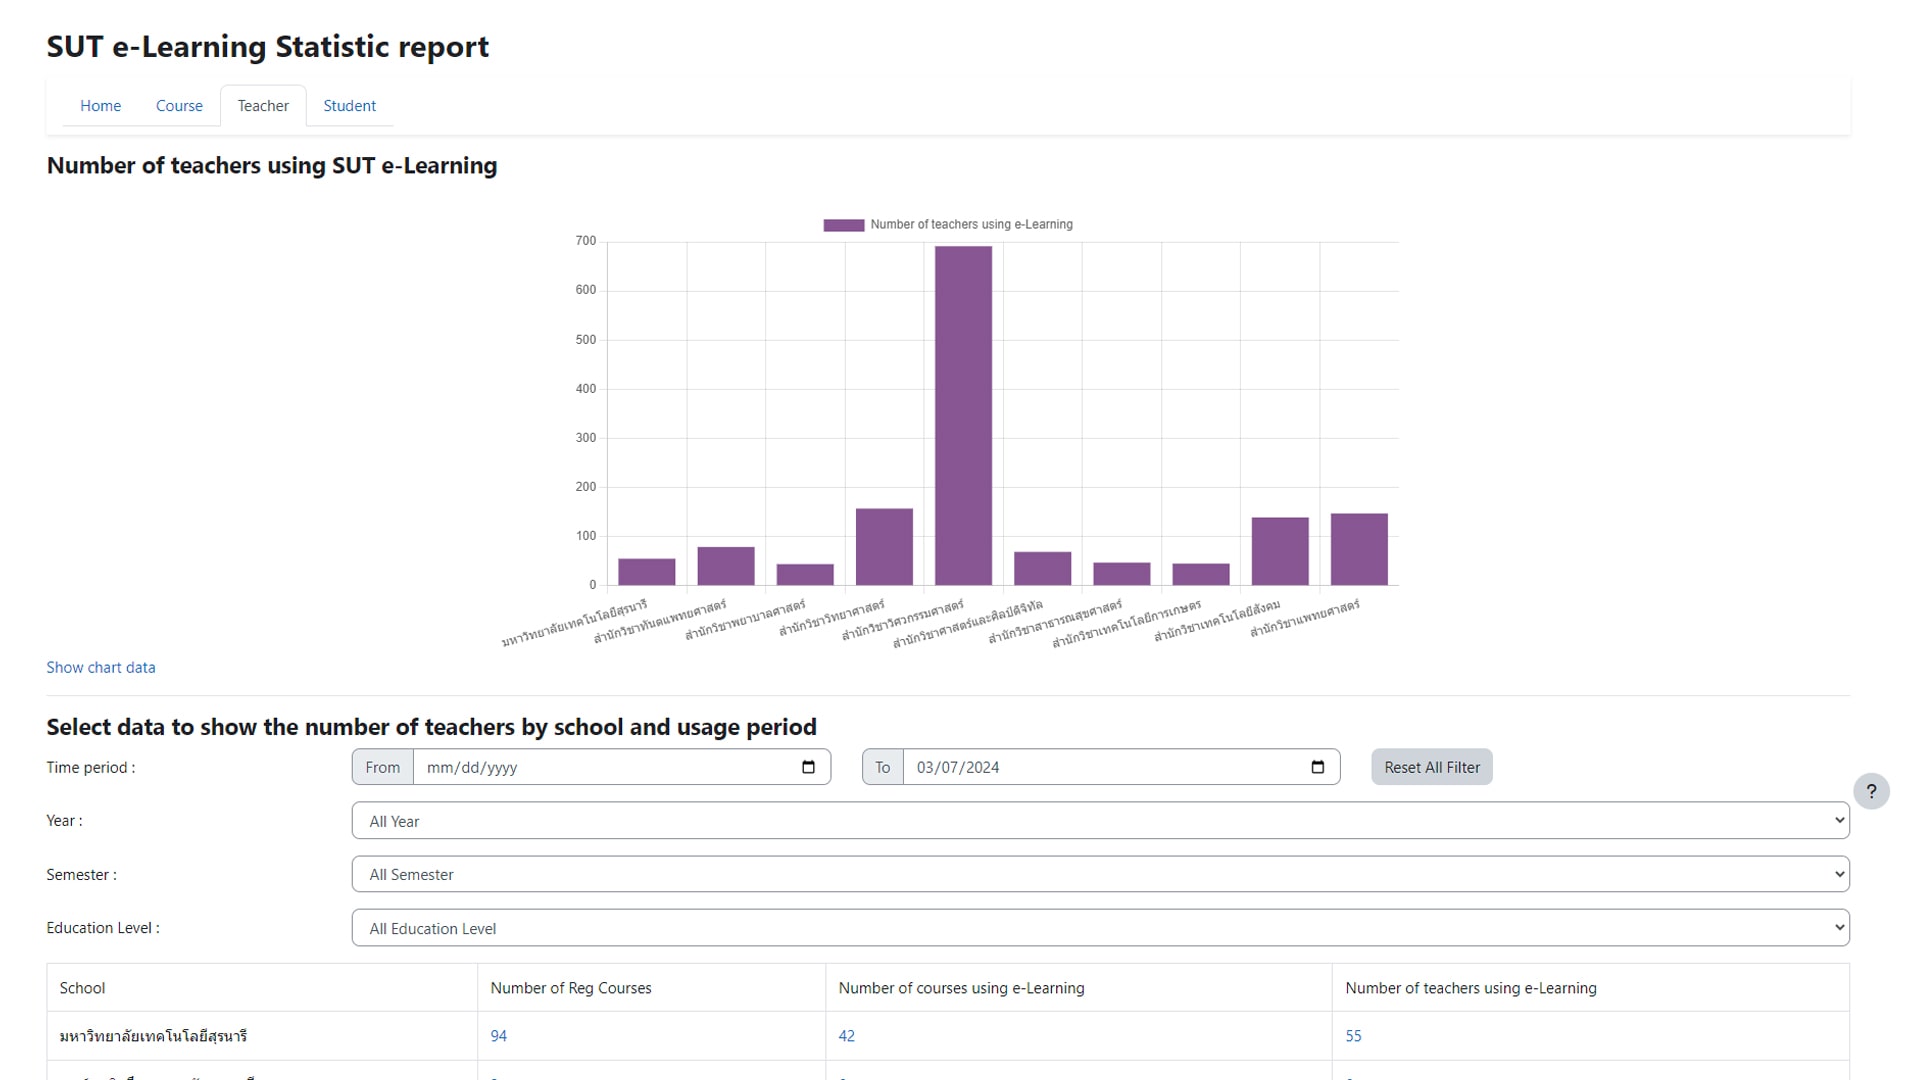 SUT e-Learning Statistic report
Home Course Teacher Student
Number of teachers using SUT e-Learning
Number of teachers using e-Learning
700
600
500
400
300
200
100
0
มหาวิทยาลัยเทคโนโลยีสุรนารี
สำนักวิชาทันตแพทยศาสตร์
สำนักวิชาพยาบาลศาสตร์
สำนักวิชาวิทยาศาสตร์
สำนักวิชาวิศวกรรมศาสตร์
สำนักวิชาศาสตร์และศิลป์ดิจิทัล
สำนักวิชาสาธารณสุขศาสตร์
สำนักวิชาเทคโนโลยีการเกษตร
สำนักวิชาเทคโนโลยีสังคม
สำนักวิชาแพทยศาสตร์
Show chart data
Select data to show the number of teachers by school and usage period
Time period : From mm/dd/yyyy To 03/07/2024 Reset All Filter
?
Year : All Year
Semester : All Semester
Education Level : All Education Level
School Number of Reg Courses Number of courses using e-Learning Number of teachers using e-Learning
มหาวิทยาลัยเทคโนโลยีสุรนารี 94 42 55